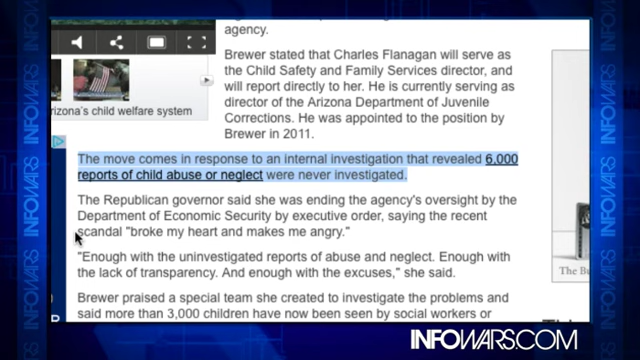 agency.
Brewer stated that Charles Flanagan will serve as
the Child Safety and Family Services director, and
will report directly to her. He is currently serving as
director of the Arizona Department of Juvenile
Corrections. He was appointed to the position by
Brewer in 2011.
rizona's child welfare system
The move comes in response to an internal investigation that revealed 6,000
reports of child abuse or neglect were never investigated.
The Republican governor said she was ending the agency's oversight by the
Department of Economic Security by executive order, saying the recent
scandal "broke my heart and makes me angry."
"Enough with the uninvestigated reports of abuse and neglect. Enough with
the lack of transparency. And enough with the excuses," she said.
Brewer praised a special team she created to investigate the problems and
said more than 3,000 children have now been seen by social workers or
The B
INFOWARS
INFOWARS
INFOWARS
INFOWARS
INFOWARS.COM